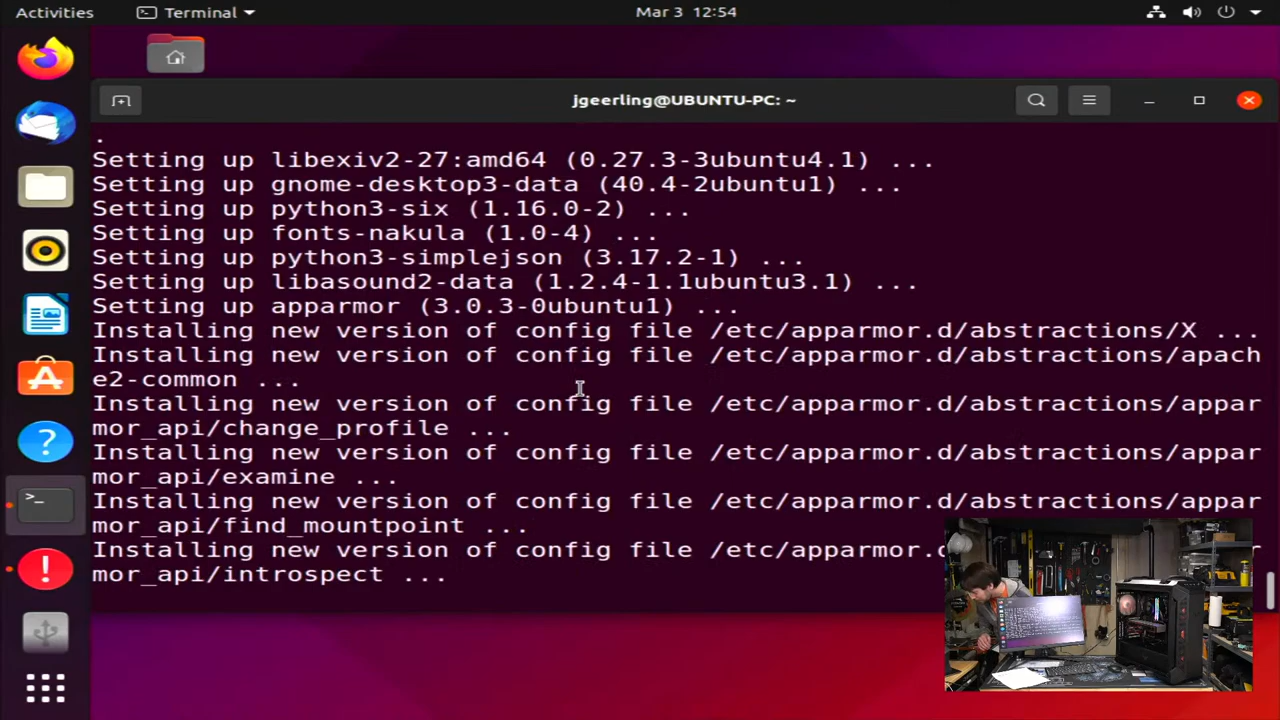 Activities
Terminal
Mar 3 12:54
jgeerling@UBUNTU-PC: ~
.
Setting up libexiv2-27:amd64 (0.27.3-3ubuntu4.1) ...
Setting up gnome-desktop3-data (40.4-2ubuntu1) ...
Setting up python3-six (1.16.0-2) ...
Setting up fonts-nakula (1.0-4) ...
Setting up python3-simplejson (3.17.2-1) ...
Setting up libasound2-data (1.2.4-1.1ubuntu3.1) ...
Setting up apparmor (3.0.3-0ubuntu1) ...
Installing new version of config file /etc/apparmor.d/abstractions/X ...
Installing new version of config file /etc/apparmor.d/abstractions/apach
e2-common ...
Installing new version of config file /etc/apparmor.d/abstractions/appar
mor_api/change_profile ...
Installing new version of config file /etc/apparmor.d/abstractions/appar
mor_api/examine ...
Installing new version of config file /etc/apparmor.d/abstractions/appar
mor_api/find_mountpoint ...
Installing new version of config file /etc/apparmor.
mor_api/introspect ...